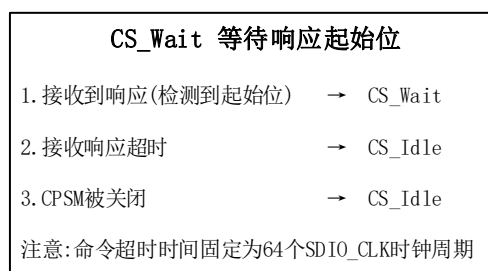 CS_Wait 等待响应起始位
1.接收到响应(检测到起始位) → CS_Wait
2.接收响应超时 → CS_Idle
3.CPSM被关闭 → CS_Idle
注意:命令超时时间固定为64个SDIO_CLK时钟周期